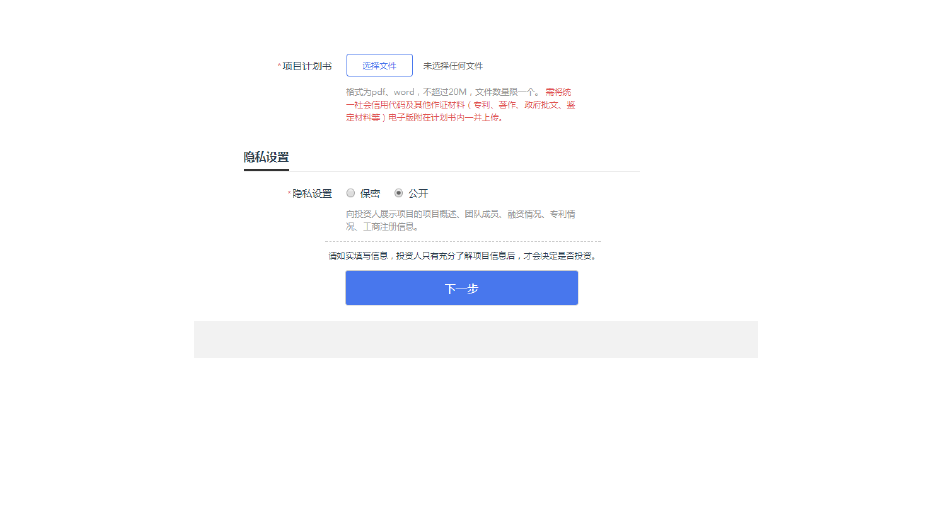 *项目计划书 选择文件 未选择任何文件
格式为pdf、word，不超过20M，文件数量限一个。 需将统
一社会信用代码及其他作证材料（专利、著作、政府批文、鉴
定材料等）电子版附在计划书内一并上传。
隐私设置
*隐私设置 保密 公开
向投资人展示项目的项目概述、团队成员、融资情况、专利情
况、工商注册信息。
请如实填写信息，投资人只有充分了解项目信息后，才会决定是否投资。
下一步